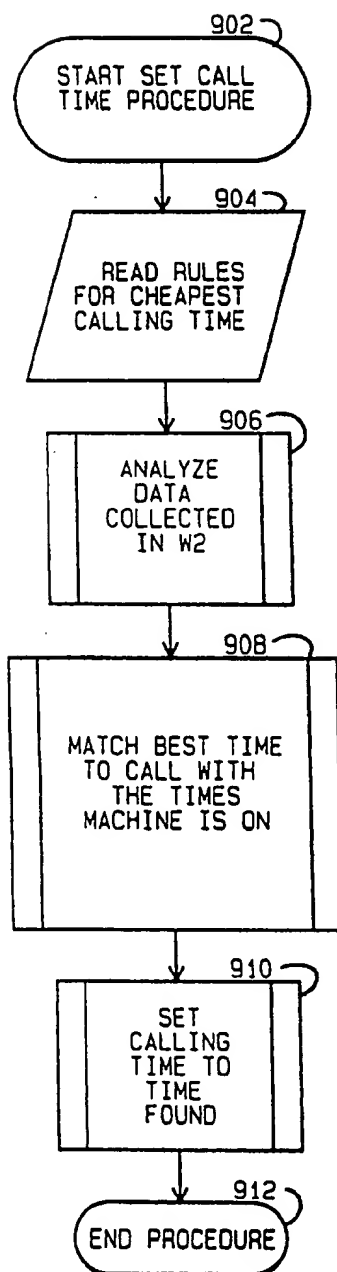 902
START SET CALL
TIME PROCEDURE
904
READ RULES
FOR CHEAPEST
CALLING TIME
906
ANALYZE
DATA
COLLECTED
IN W2
908
MATCH BEST TIME
TO CALL WITH
THE TIMES
MACHINE IS ON
910
SET
CALLING
TIME TO
TIME
FOUND
912
END PROCEDURE